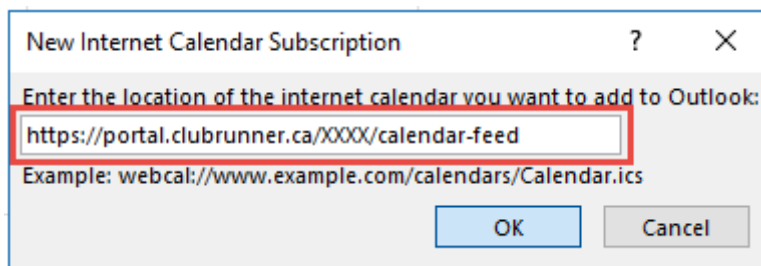 New Internet Calendar Subscription ? X
Enter the location of the internet calendar you want to add to Outlook:
https://portal.clubrunner.ca/XXXX/calendar-feed
Example: webcal://www.example.com/calendars/Calendar.ics
OK Cancel